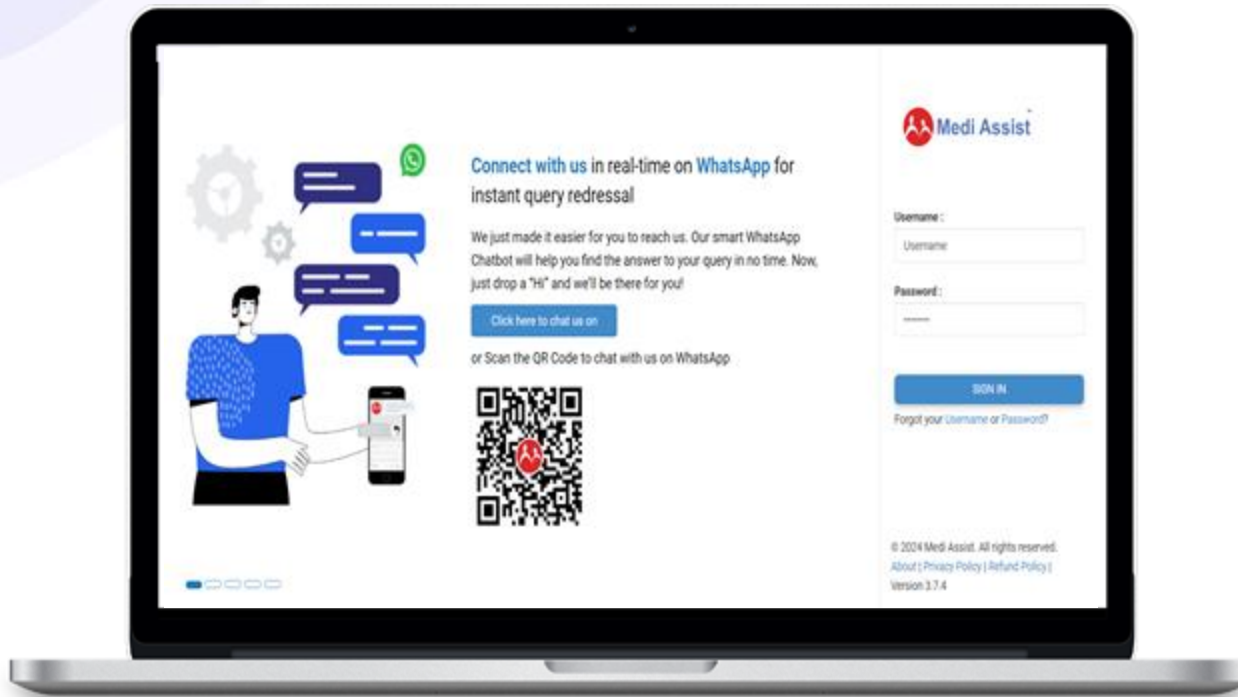 Connect with us in real-time on WhatsApp for
instant query redressal
We just made it easier for you to reach us. Our smart WhatsApp
Chatbot will help you find the answer to your query in no time. Now,
just drop a "Hi" and we'll be there for you!
Click here to chat us on
or Scan the QR Code to chat with us on WhatsApp
Medi Assist
Username :
Username
Password :
SIGN IN
Forgot your Username or Password?
© 2024 Medi Assist. All rights reserved.
About | Privacy Policy | Refund Policy |
Version 3.7.4